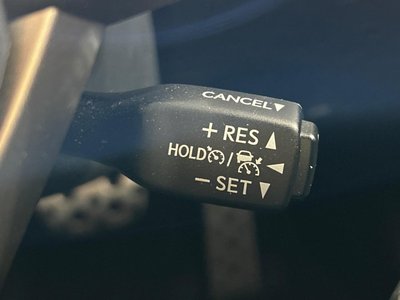 CANCEL▼
+ RES ▲
HOLD / ◀
− SET ▼